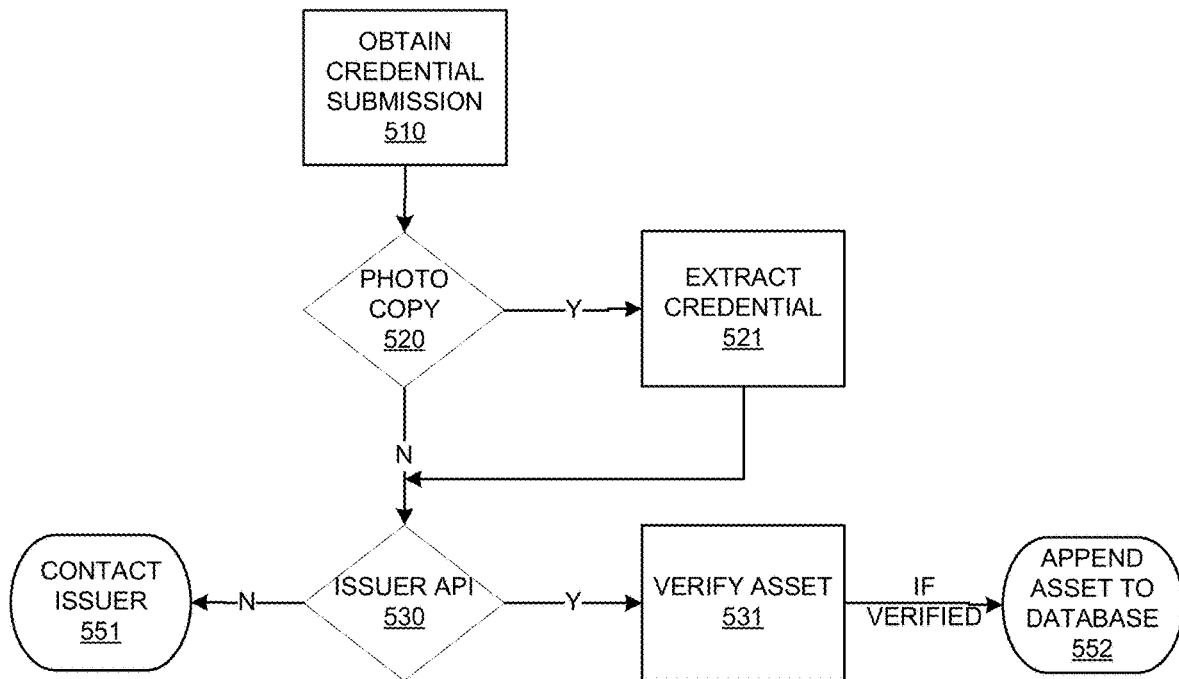 OBTAIN
CREDENTIAL
SUBMISSION
510
PHOTO
COPY
520
Y
EXTRACT
CREDENTIAL
521
N
CONTACT
ISSUER
551
N
ISSUER API
530
Y
VERIFY ASSET
531
IF
VERIFIED
APPEND
ASSET TO
DATABASE
552